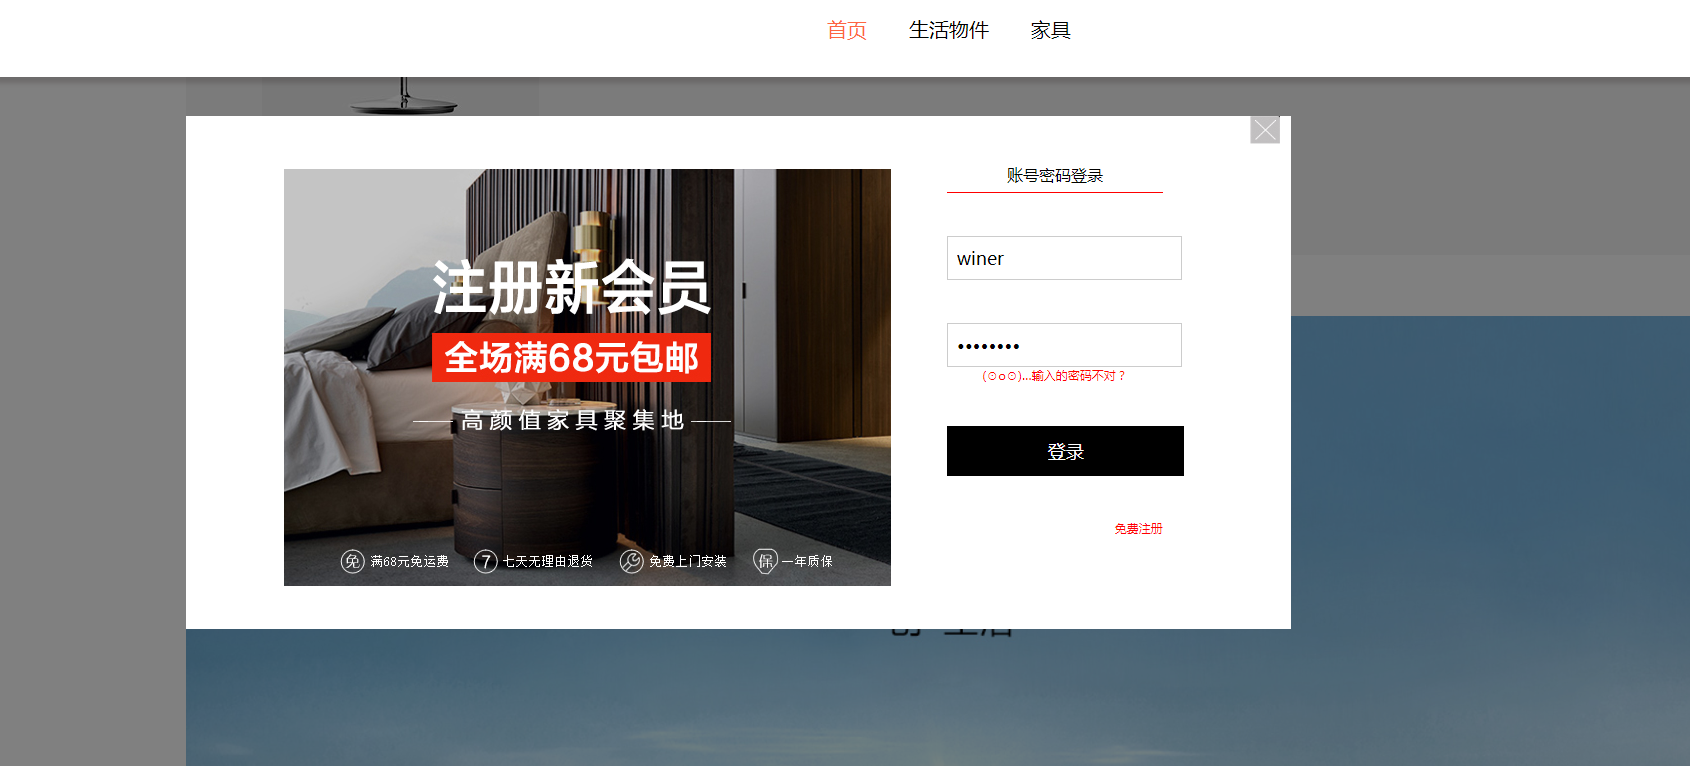 首页 生活物件 家具
账号密码登录
winer
••••••••
(⊙o⊙)...输入的密码不对？
登录
免费注册
注册新会员
全场满68元包邮
高颜值家具聚集地
免 满68元免运费 7 七天无理由退货 免费上门安装 保 一年质保
生活